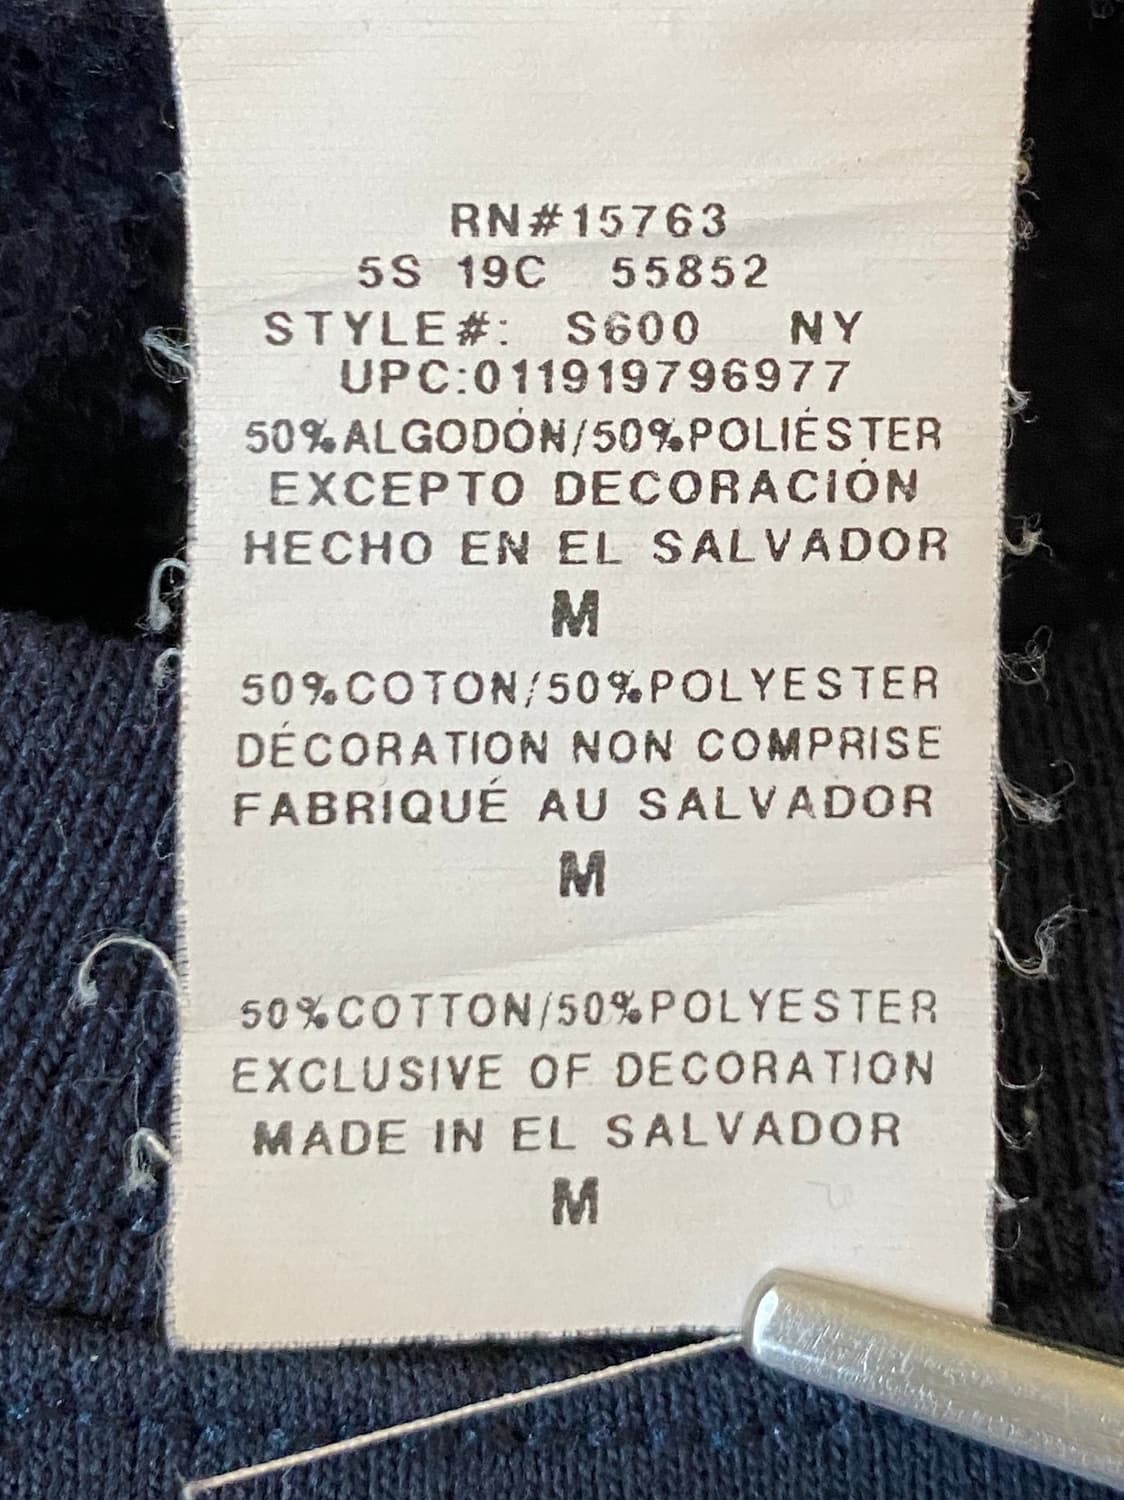 RN#15763
5S 19C 55852
STYLE#: S600 NY
UPC:011919796977
50%ALGODÓN/50%POLIÉSTER
EXCEPTO DECORACIÓN
HECHO EN EL SALVADOR
M
50%COTON/50%POLYESTER
DÉCORATION NON COMPRISE
FABRIQUÉ AU SALVADOR
M
50%COTTON/50%POLYESTER
EXCLUSIVE OF DECORATION
MADE IN EL SALVADOR
M